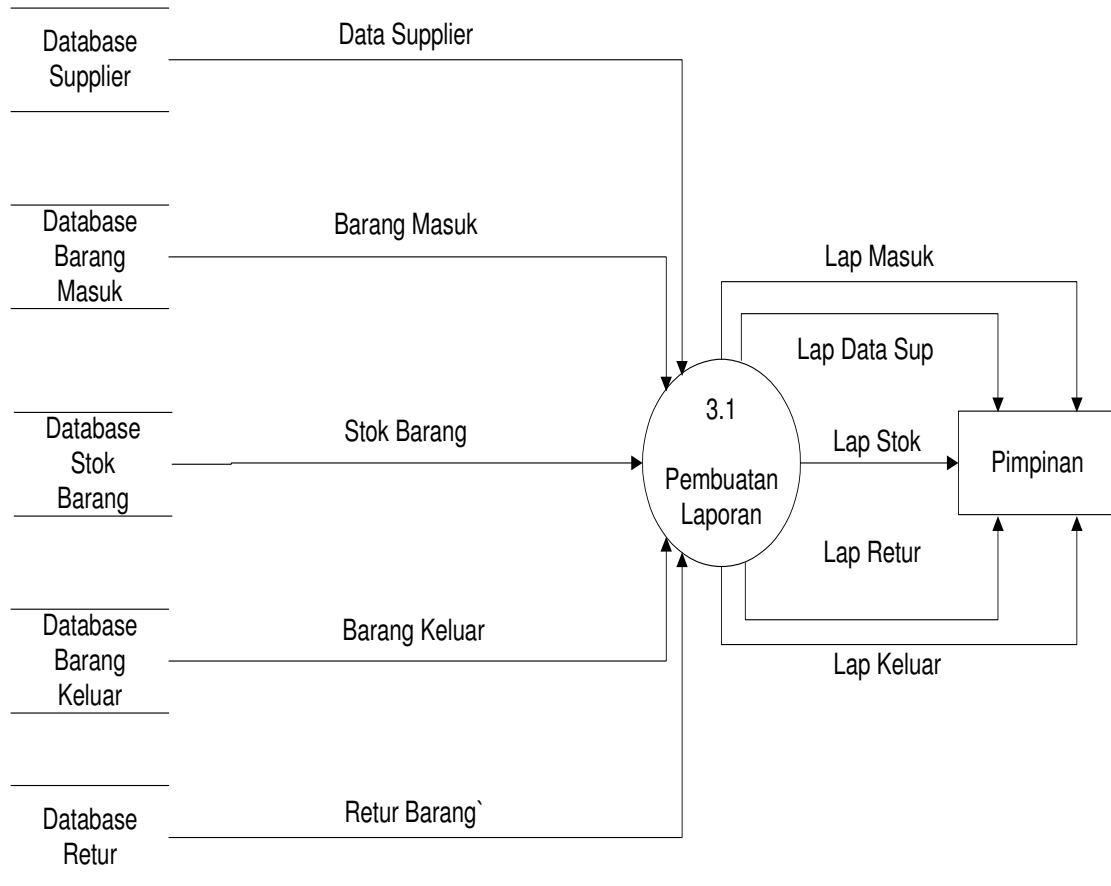 Database
Supplier
Data Supplier
Database
Barang
Masuk
Barang Masuk
Lap Masuk
Lap Data Sup
Database
Stok
Barang
Stok Barang
3.1
Pembuatan
Laporan
Lap Stok
Pimpinan
Lap Retur
Database
Barang
Keluar
Barang Keluar
Lap Keluar
Database
Retur
Retur Barang`